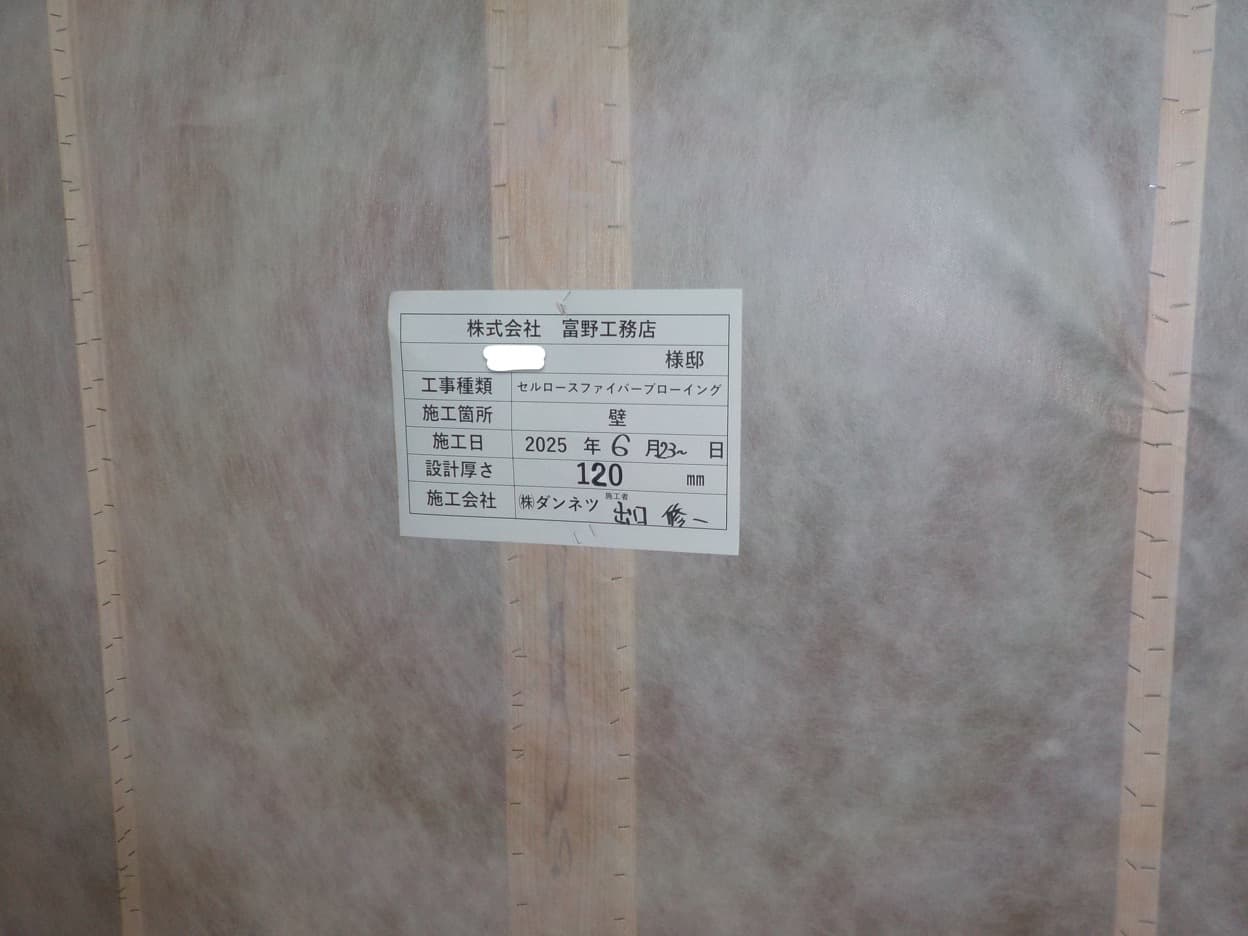 株式会社　富野工務店
様邸
工事種類 セルロースファイバーブローイング
施工箇所 壁
施工日 2025 年 6 月23~ 日
設計厚さ 120 mm
施工会社 ㈱ダンネツ 施工者 出口 修一